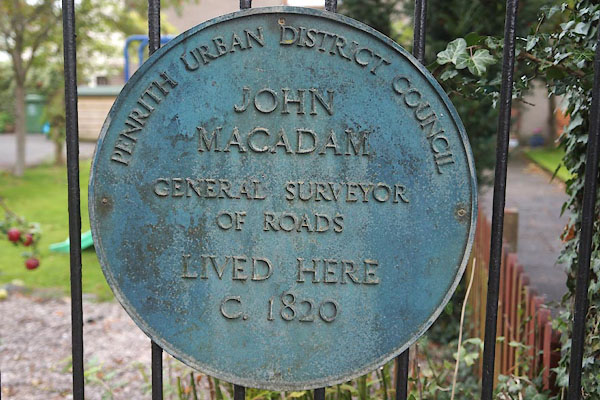 PENRITH URBAN DISTRICT COUNCIL
JOHN
MACADAM
GENERAL SURVEYOR
OF ROADS
LIVED HERE
C. 1820